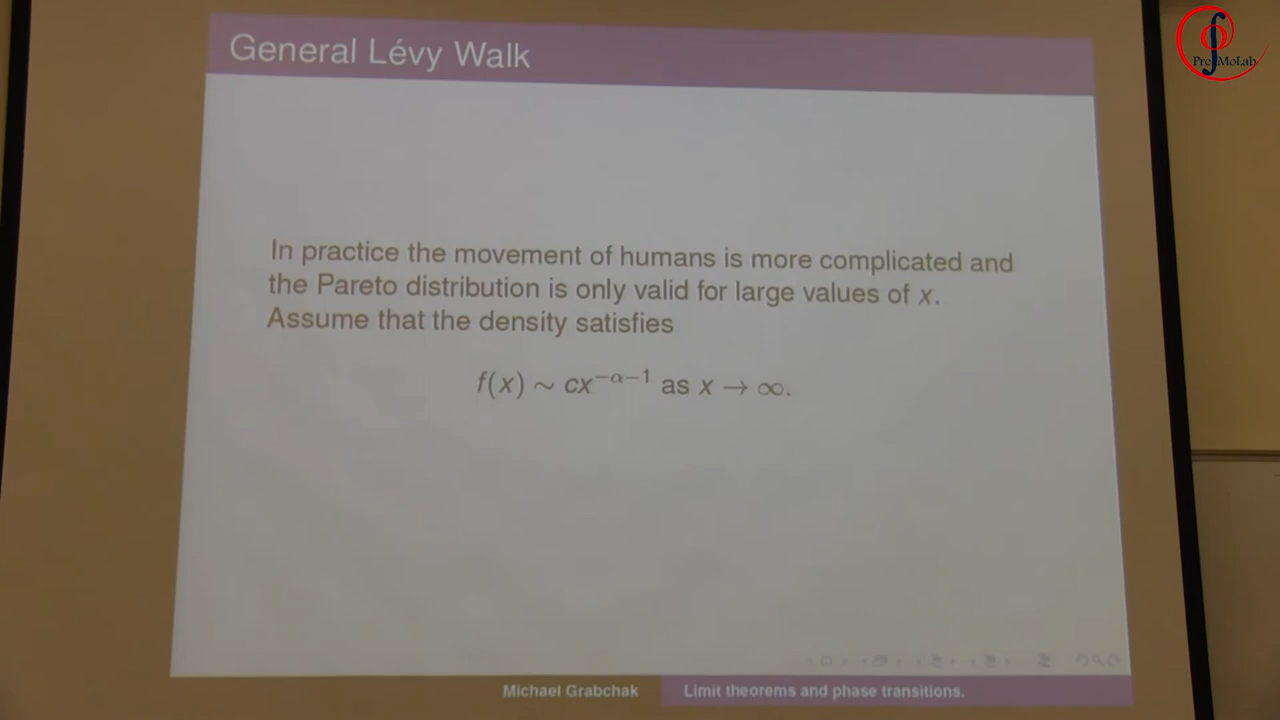 General Lévy Walk
PreMoLab
In practice the movement of humans is more complicated and
the Pareto distribution is only valid for large values of x.
Assume that the density satisfies
f(x) ∼ cx^{−α−1} as x → ∞.
Michael Grabchak
Limit theorems and phase transitions.